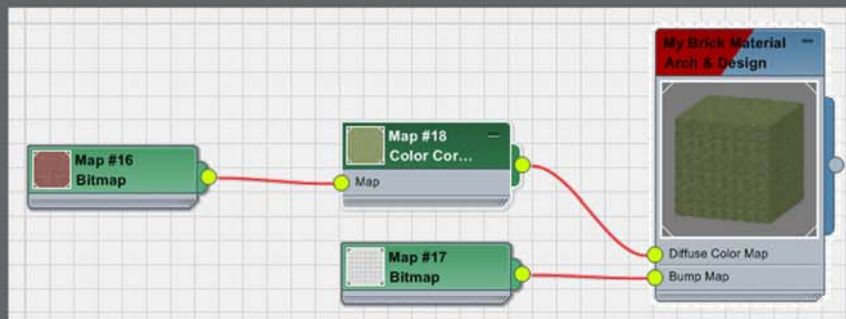 My Brick Material
Arch & Design
Map #16
Bitmap
Map #18
Color Cor...
Map
Map #17
Bitmap
Diffuse Color Map
Bump Map